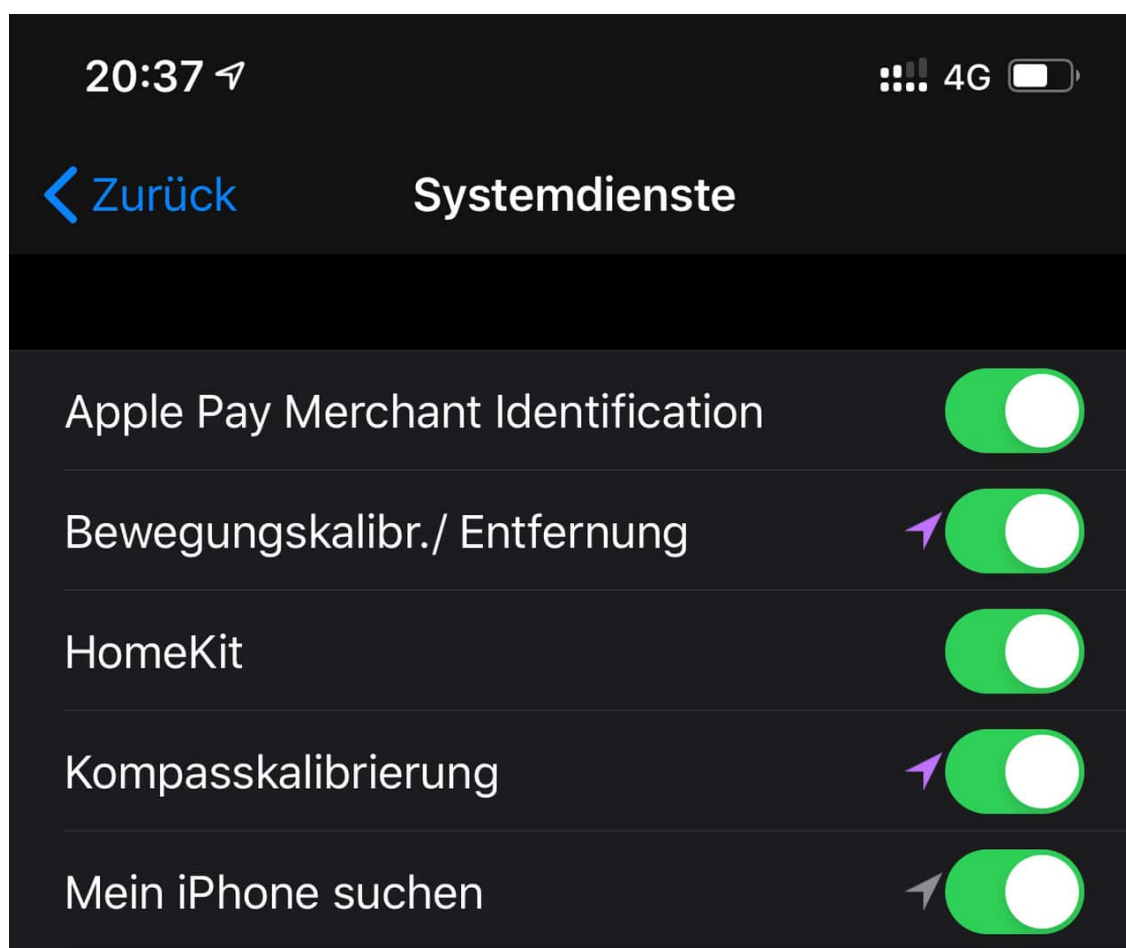 20:37 4G
Zurück Systemdienste
Apple Pay Merchant Identification
Bewegungskalibr./ Entfernung
HomeKit
Kompasskalibrierung
Mein iPhone suchen